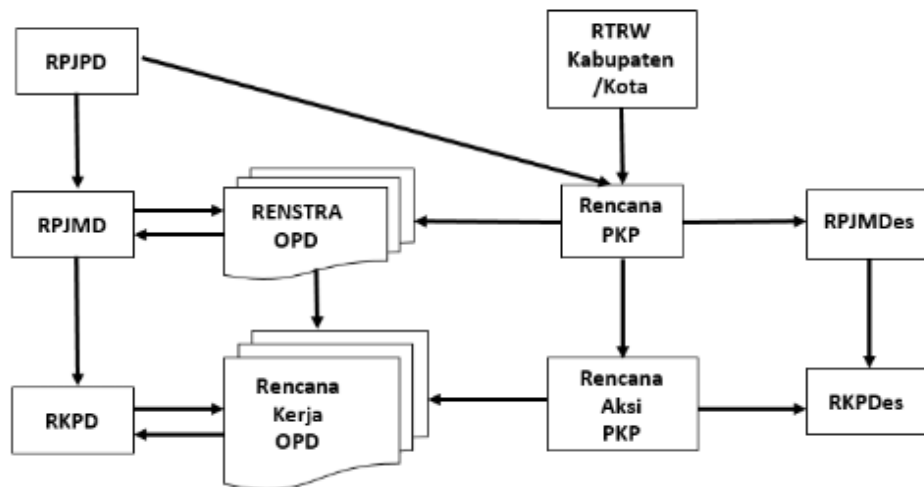 RPJPD
RTRW
Kabupaten
/Kota
RPJMD
RENSTRA
OPD
Rencana
PKP
RPJMDes
RKPD
Rencana
Kerja
OPD
Rencana
Aksi
PKP
RKPDes